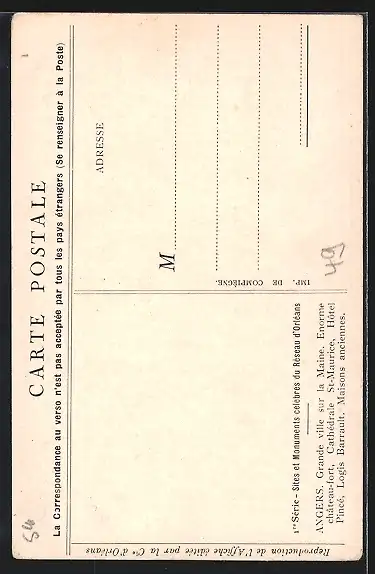 CARTE POSTALE
La Correspondance au verso n'est pas acceptée par tous les pays étrangers (Se renseigner à la Poste)
ADRESSE
M
IMP. DE COMPIÈGNE.
49
1re Série - Sites et Monuments célèbres du Réseau d'Orléans
ANGERS. Grande ville sur la Maine. Enorme
château-fort, Cathédrale St-Maurice, Hôtel
Pincé, Logis Barrault, Maisons anciennes.
Reproduction de l'Affiche éditée par la Cie d'Orléans